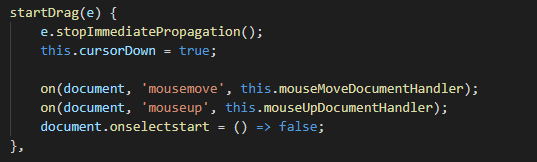 startDrag(e) {
    e.stopImmediatePropagation();
    this.cursorDown = true;

    on(document, 'mousemove', this.mouseMoveDocumentHandler);
    on(document, 'mouseup', this.mouseUpDocumentHandler);
    document.onselectstart = () => false;
},